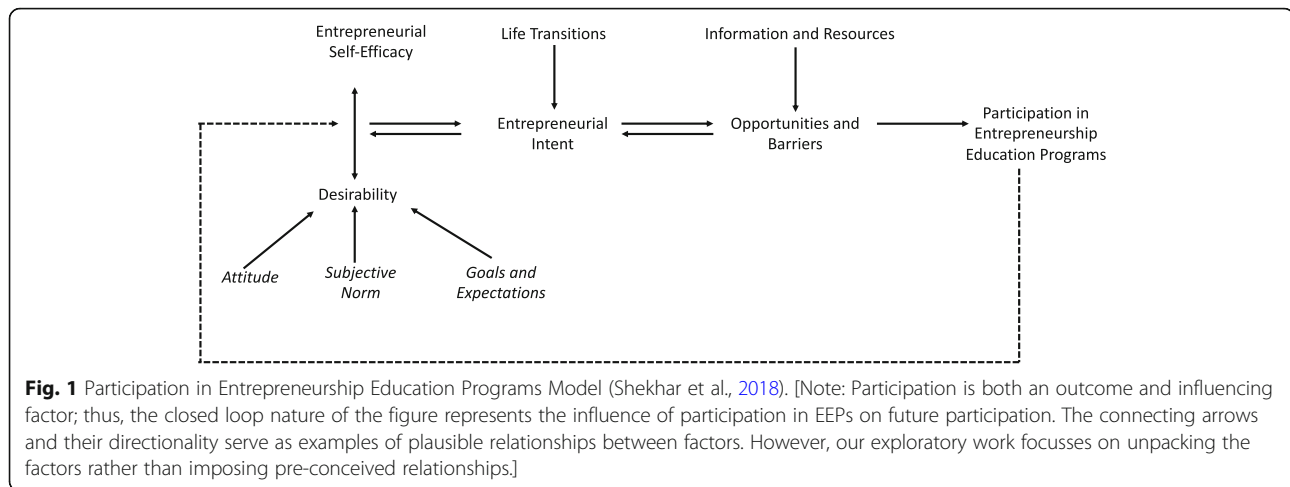 Entrepreneurial
Self-Efficacy
Life Transitions
Information and Resources
Entrepreneurial
Intent
Opportunities and
Barriers
Participation in
Entrepreneurship
Education Programs
Desirability
Attitude
Subjective
Norm
Goals and
Expectations
Fig. 1 Participation in Entrepreneurship Education Programs Model (Shekhar et al., 2018). [Note: Participation is both an outcome and influencing
factor; thus, the closed loop nature of the figure represents the influence of participation in EEPs on future participation. The connecting arrows
and their directionality serve as examples of plausible relationships between factors. However, our exploratory work focusses on unpacking the
factors rather than imposing pre-conceived relationships.]